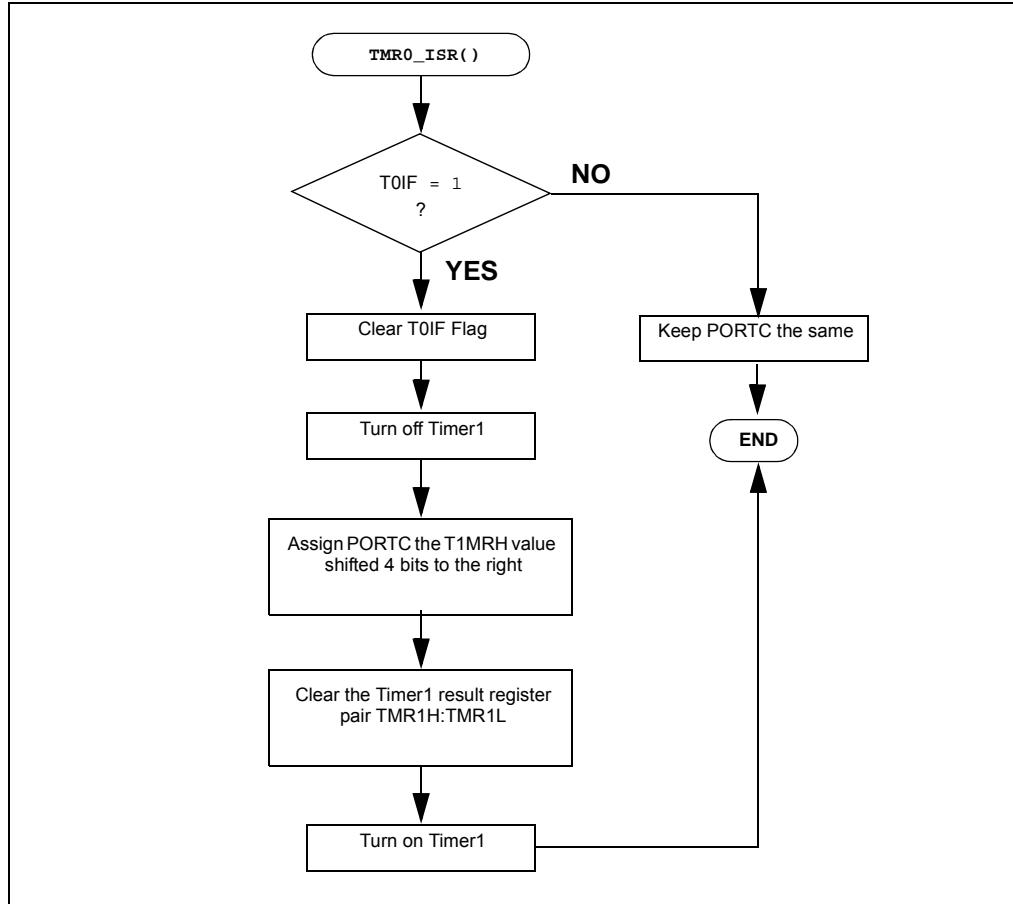 TMR0_ISR()
T0IF = 1
?
NO
YES
Clear T0IF Flag
Keep PORTC the same
Turn off Timer1
END
Assign PORTC the T1MRH value
shifted 4 bits to the right
Clear the Timer1 result register
pair TMR1H:TMR1L
Turn on Timer1